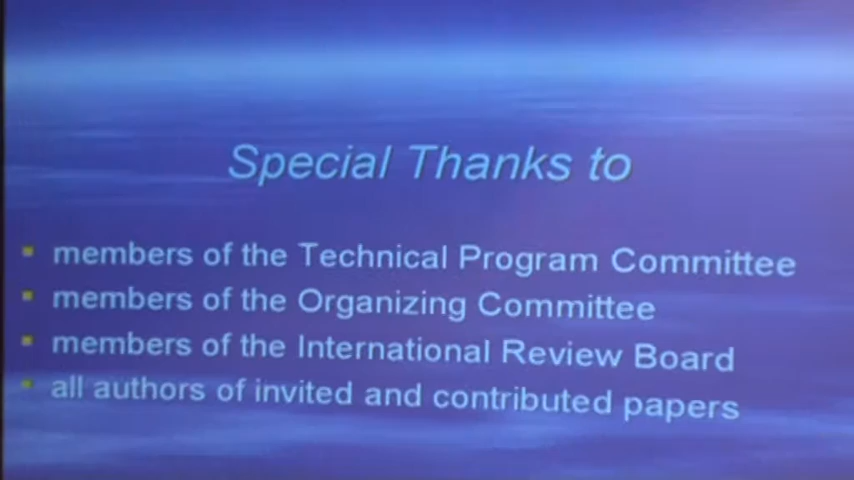 Special Thanks to
members of the Technical Program Committee
members of the Organizing Committee
members of the International Review Board
all authors of invited and contributed papers